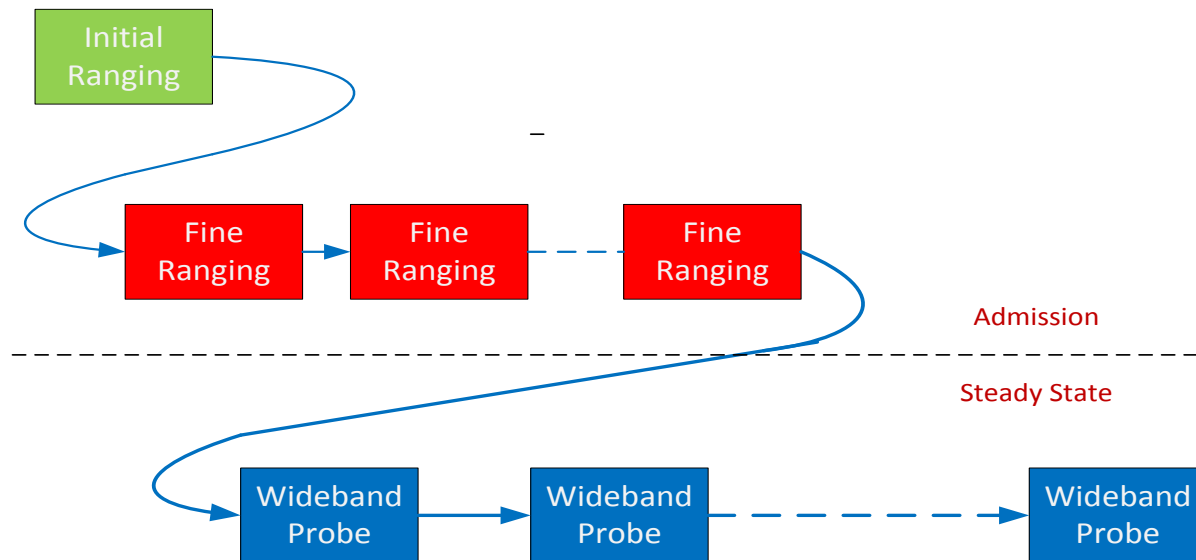 Initial
Ranging
Fine
Ranging
Fine
Ranging
Fine
Ranging
Admission
Steady State
Wideband
Probe
Wideband
Probe
Wideband
Probe